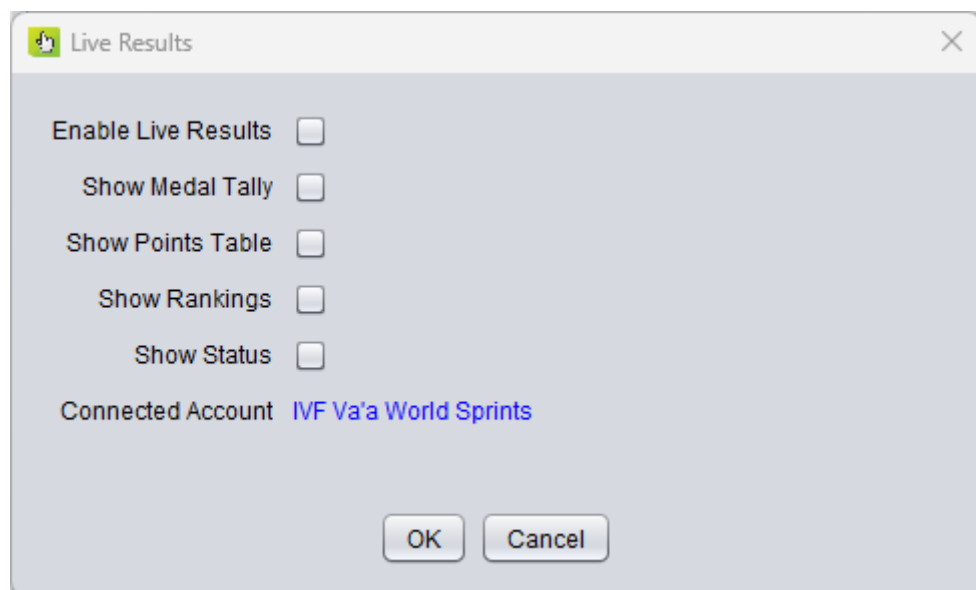 Live Results
Enable Live Results
Show Medal Tally
Show Points Table
Show Rankings
Show Status
Connected Account IVF Va'a World Sprints
OK Cancel